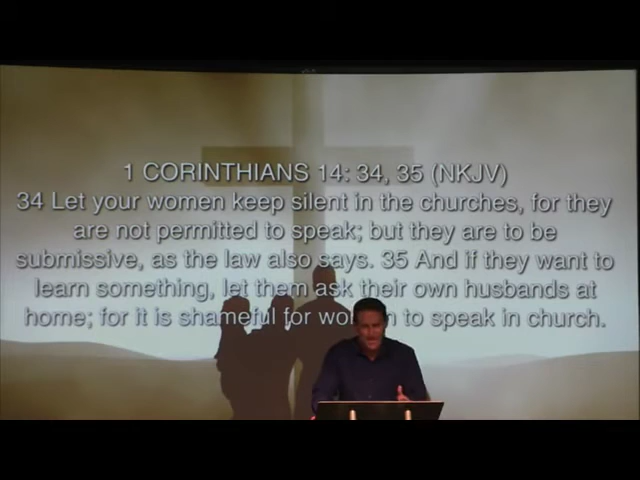 1 CORINTHIANS 14: 34, 35 (NKJV)
34 Let your women keep silent in the churches, for they
are not permitted to speak; but they are to be
submissive, as the law also says. 35 And if they want to
learn something, let them ask their own husbands at
home; for it is shameful for women to speak in church.